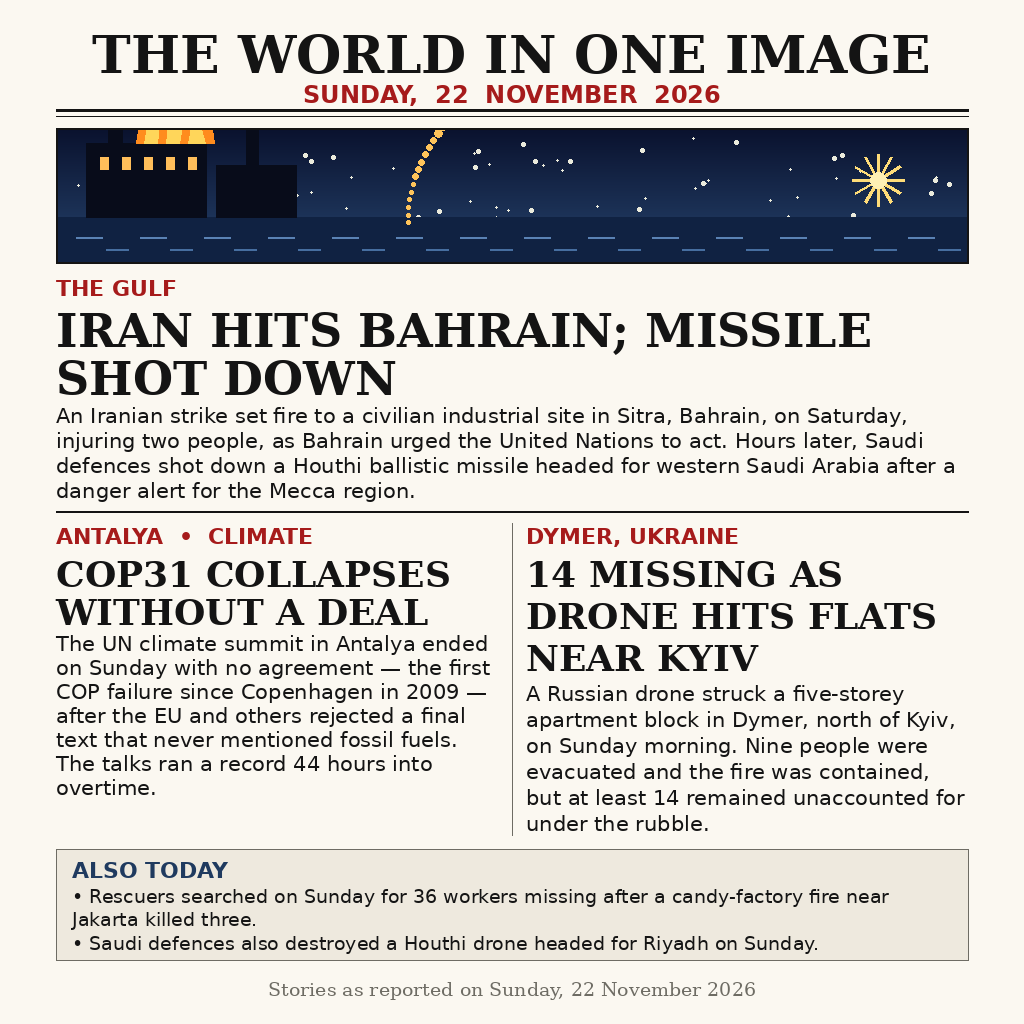 THE WORLD IN ONE IMAGE
SUNDAY, 22 NOVEMBER 2026
THE GULF
IRAN HITS BAHRAIN; MISSILE
SHOT DOWN
An Iranian strike set fire to a civilian industrial site in Sitra, Bahrain, on Saturday,
injuring two people, as Bahrain urged the United Nations to act. Hours later, Saudi
defences shot down a Houthi ballistic missile headed for western Saudi Arabia after a
danger alert for the Mecca region.
ANTALYA • CLIMATE
COP31 COLLAPSES
WITHOUT A DEAL
The UN climate summit in Antalya ended
on Sunday with no agreement — the first
COP failure since Copenhagen in 2009 —
after the EU and others rejected a final
text that never mentioned fossil fuels.
The talks ran a record 44 hours into
overtime.
DYMER, UKRAINE
14 MISSING AS
DRONE HITS FLATS
NEAR KYIV
A Russian drone struck a five-storey
apartment block in Dymer, north of Kyiv,
on Sunday morning. Nine people were
evacuated and the fire was contained,
but at least 14 remained unaccounted for
under the rubble.
ALSO TODAY
• Rescuers searched on Sunday for 36 workers missing after a candy-factory fire near
Jakarta killed three.
• Saudi defences also destroyed a Houthi drone headed for Riyadh on Sunday.
Stories as reported on Sunday, 22 November 2026